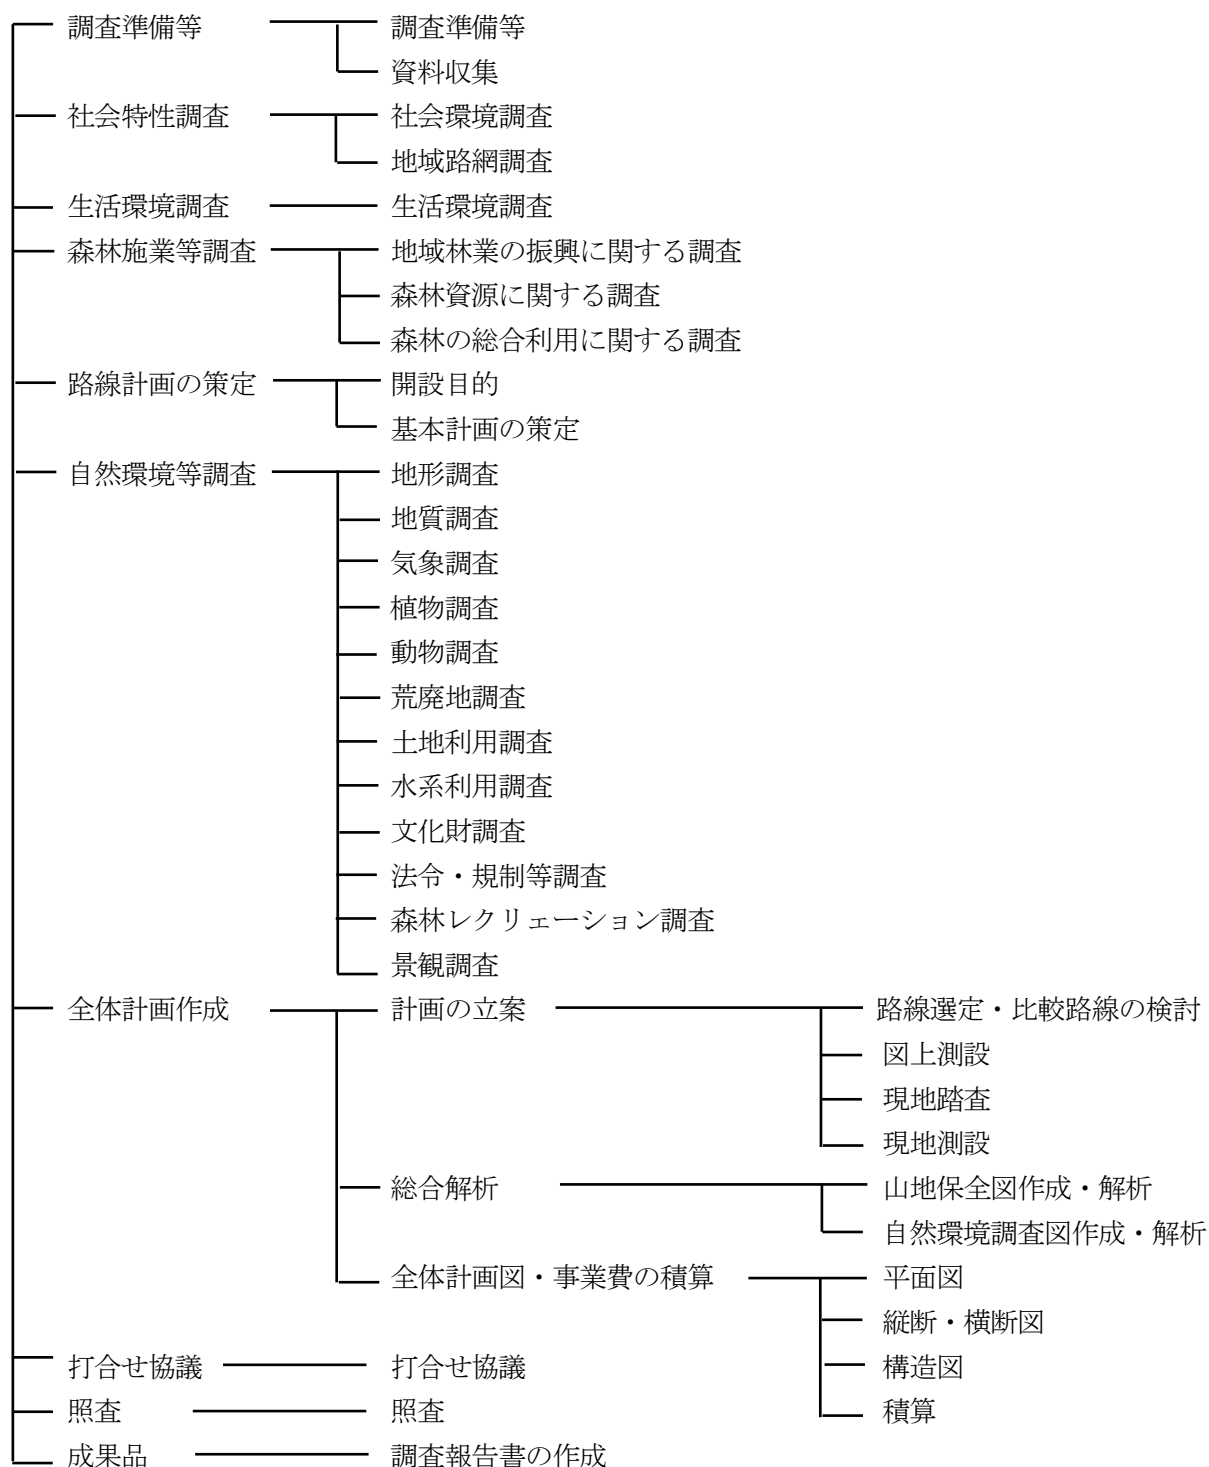 調査準備等 調査準備等
資料収集
社会特性調査 社会環境調査
地域路網調査
生活環境調査 生活環境調査
森林施業等調査 地域林業の振興に関する調査
森林資源に関する調査
森林の総合利用に関する調査
路線計画の策定 開設目的
基本計画の策定
自然環境等調査 地形調査
地質調査
気象調査
植物調査
動物調査
荒廃地調査
土地利用調査
水系利用調査
文化財調査
法令・規制等調査
森林レクリェーション調査
景観調査
全体計画作成 計画の立案 路線選定・比較路線の検討
図上測設
現地踏査
現地測設
総合解析 山地保全図作成・解析
自然環境調査図作成・解析
全体計画図・事業費の積算 平面図
縦断・横断図
打合せ協議 打合せ協議 構造図
照査 照査 積算
成果品 調査報告書の作成